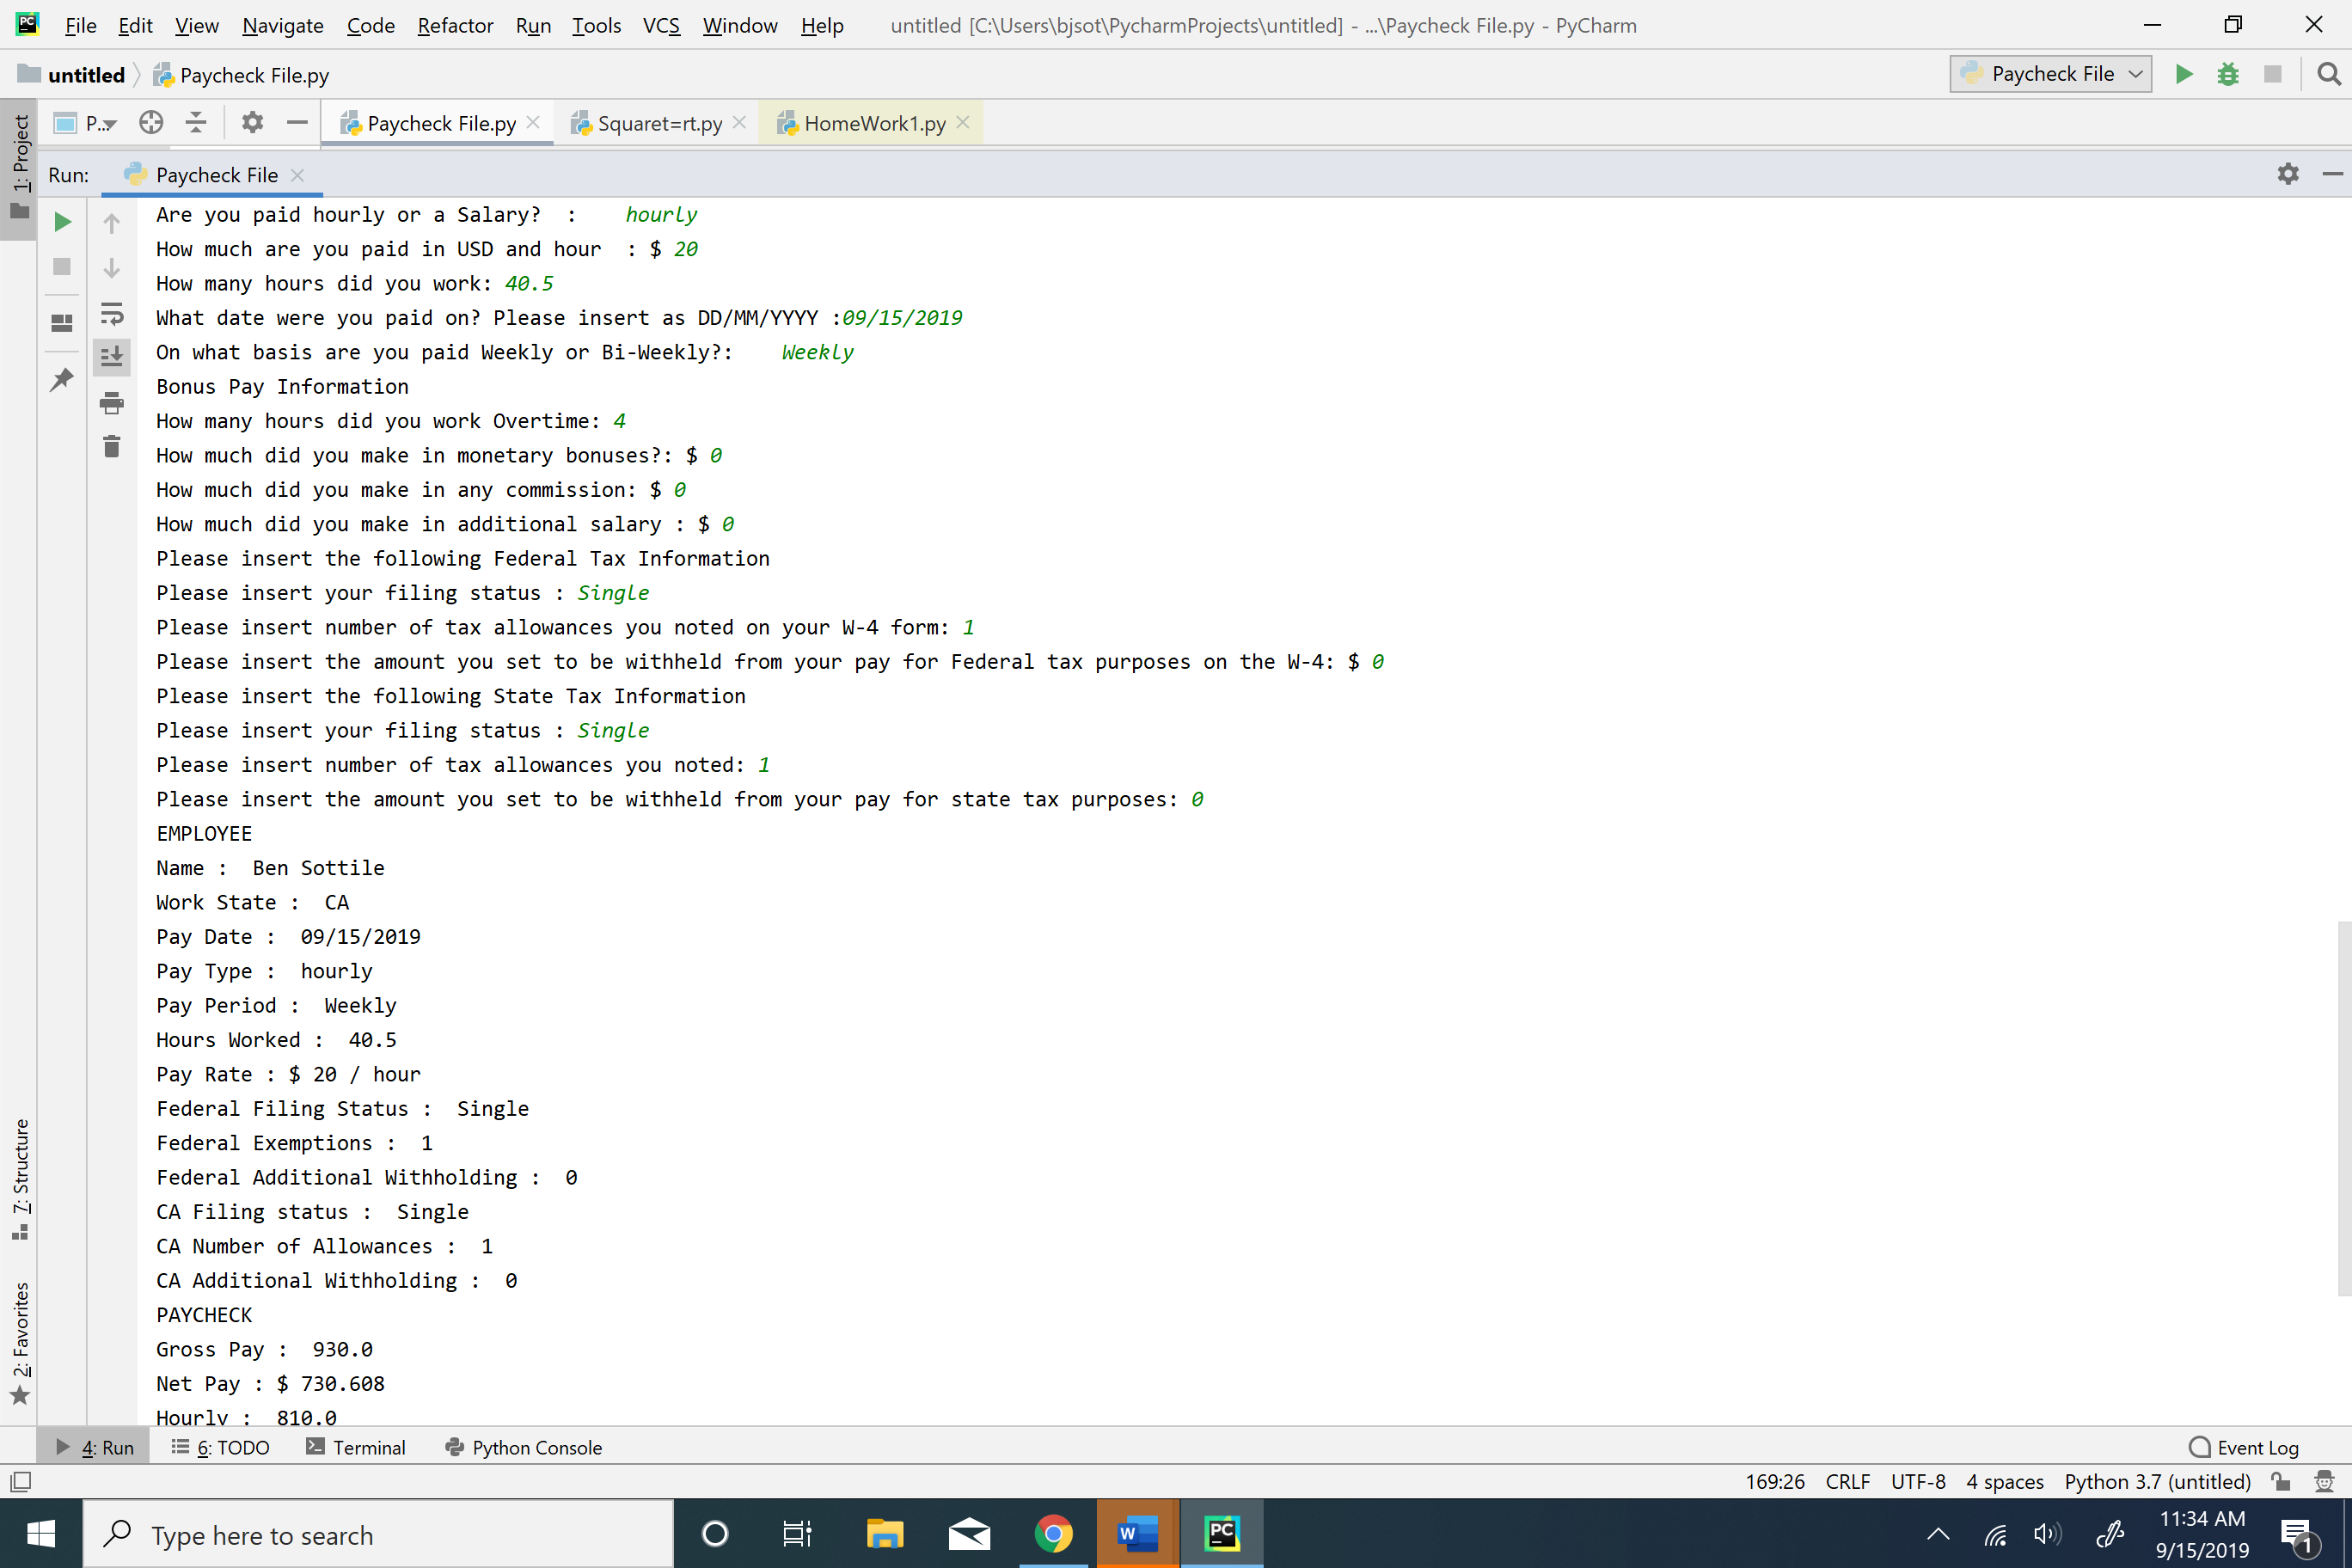 File Edit View Navigate Code Refactor Run Tools VCS Window Help untitled [C:\Users\bjsot\PycharmProjects\untitled] - ...\Paycheck File.py - PyCharm
untitled Paycheck File.py Paycheck File
1: Project
P... Paycheck File.py Squaret=rt.py HomeWork1.py
Run: Paycheck File
Are you paid hourly or a Salary?  :    hourly
How much are you paid in USD and hour  : $ 20
How many hours did you work: 40.5
What date were you paid on? Please insert as DD/MM/YYYY :09/15/2019
On what basis are you paid Weekly or Bi-Weekly?:    Weekly
Bonus Pay Information
How many hours did you work Overtime: 4
How much did you make in monetary bonuses?: $ 0
How much did you make in any commission: $ 0
How much did you make in additional salary : $ 0
Please insert the following Federal Tax Information
Please insert your filing status : Single
Please insert number of tax allowances you noted on your W-4 form: 1
Please insert the amount you set to be withheld from your pay for Federal tax purposes on the W-4: $ 0
Please insert the following State Tax Information
Please insert your filing status : Single
Please insert number of tax allowances you noted: 1
Please insert the amount you set to be withheld from your pay for state tax purposes: 0
EMPLOYEE
Name :  Ben Sottile
Work State :  CA
Pay Date :  09/15/2019
Pay Type :  hourly
Pay Period :  Weekly
Hours Worked :  40.5
Pay Rate : $ 20 / hour
Federal Filing Status :  Single
Federal Exemptions :  1
Federal Additional Withholding :  0
CA Filing status :  Single
CA Number of Allowances :  1
CA Additional Withholding :  0
PAYCHECK
Gross Pay :  930.0
Net Pay : $ 730.608
Hourly :  810.0
7: Structure
2: Favorites
4: Run 6: TODO Terminal Python Console Event Log
169:26 CRLF UTF-8 4 spaces Python 3.7 (untitled)
Type here to search
11:34 AM
9/15/2019
1